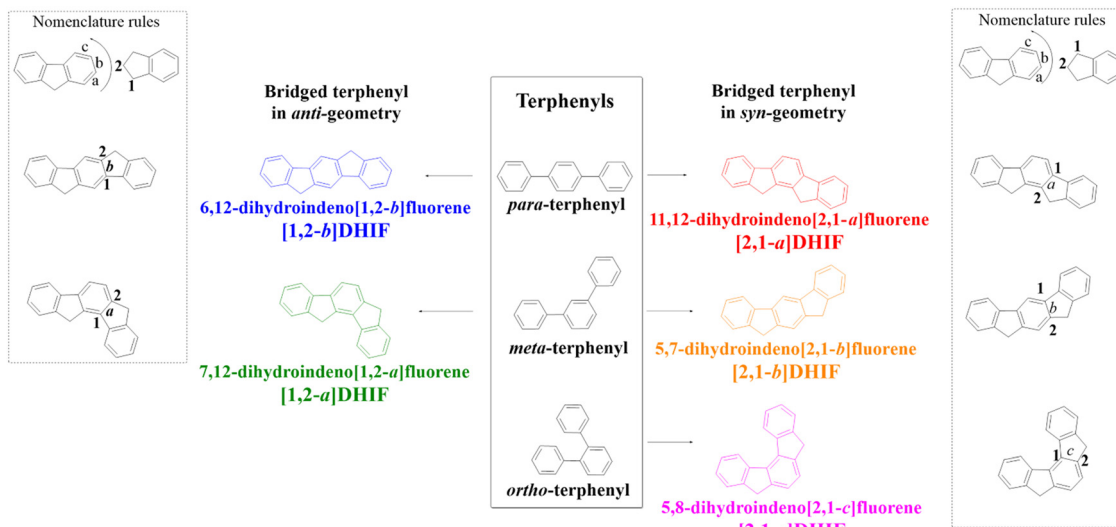 Nomenclature rules
c
b
a
2
1
2
b
1
2
a
1
Bridged terphenyl
in anti-geometry
6,12-dihydroindeno[1,2-b]fluorene
[1,2-b]DHIF
7,12-dihydroindeno[1,2-a]fluorene
[1,2-a]DHIF
Terphenyls
para-terphenyl
meta-terphenyl
ortho-terphenyl
Bridged terphenyl
in syn-geometry
11,12-dihydroindeno[2,1-a]fluorene
[2,1-a]DHIF
5,7-dihydroindeno[2,1-b]fluorene
[2,1-b]DHIF
5,8-dihydroindeno[2,1-c]fluorene
[2,1-c]DHIF
Nomenclature rules
c
b
a
1
2
1
a
2
1
b
2
1
c
2